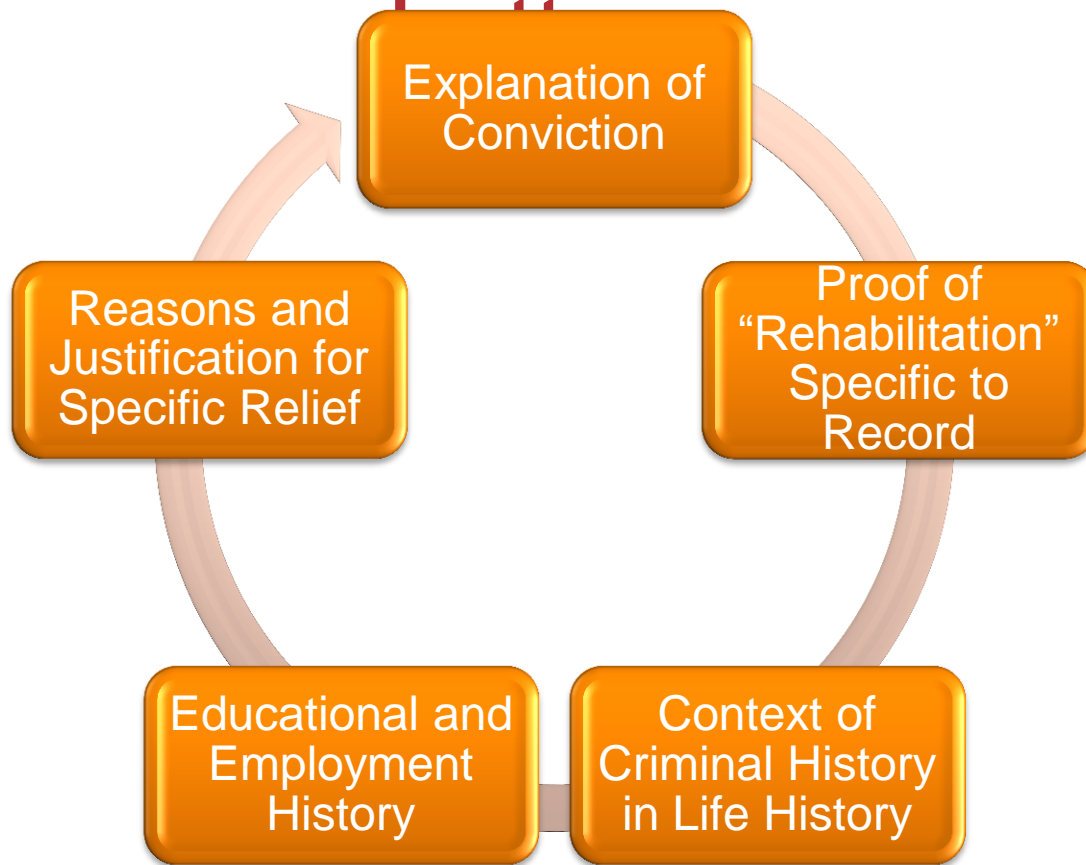 Explanation of
Conviction
Proof of
“Rehabilitation”
Specific to
Record
Context of
Criminal History
in Life History
Educational and
Employment
History
Reasons and
Justification for
Specific Relief